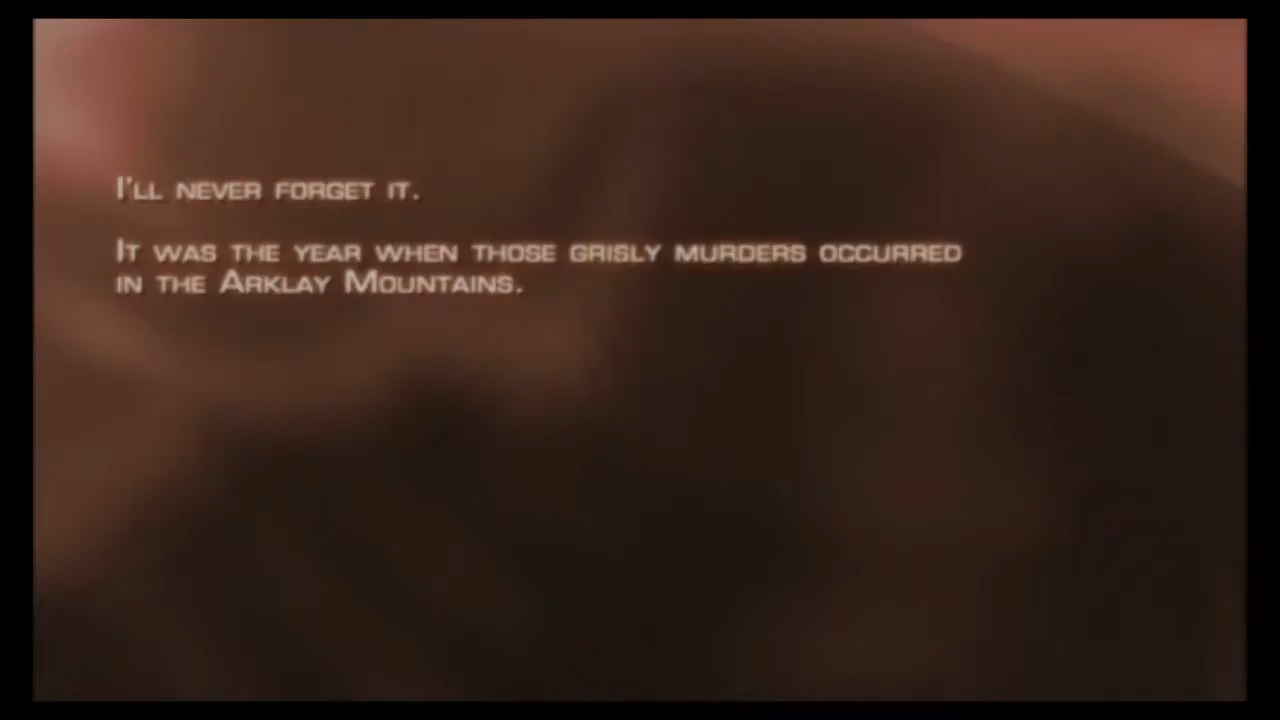 I'LL NEVER FORGET IT.
IT WAS THE YEAR WHEN THOSE GRISLY MURDERS OCCURRED
IN THE ARKLAY MOUNTAINS.